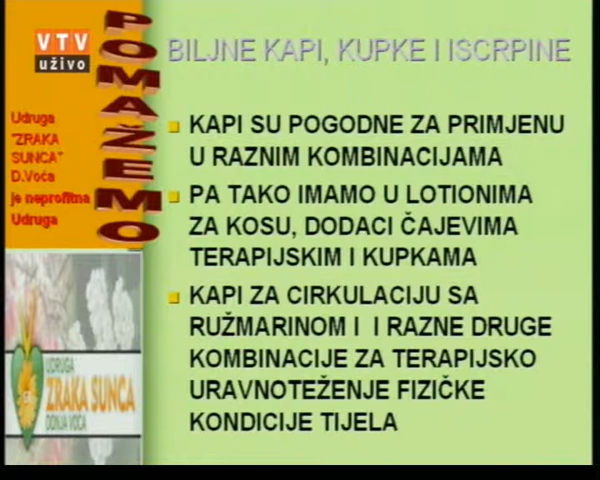 VTV
uživo
POMAŽEMO
Udruga
"ZRAKA
SUNCA"
D.Voća
je neprofitna
Udruga
BILJNE KAPI, KUPKE I ISCRPINE
KAPI SU POGODNE ZA PRIMJENU
U RAZNIM KOMBINACIJAMA
PA TAKO IMAMO U LOTIONIMA
ZA KOSU, DODACI ČAJEVIMA
TERAPIJSKIM I KUPKAMA
KAPI ZA CIRKULACIJU SA
RUŽMARINOM I I RAZNE DRUGE
KOMBINACIJE ZA TERAPIJSKO
URAVNOTEŽENJE FIZIČKE
KONDICIJE TIJELA
UDRUGA
ZRAKA SUNCA
DONJA VOĆA